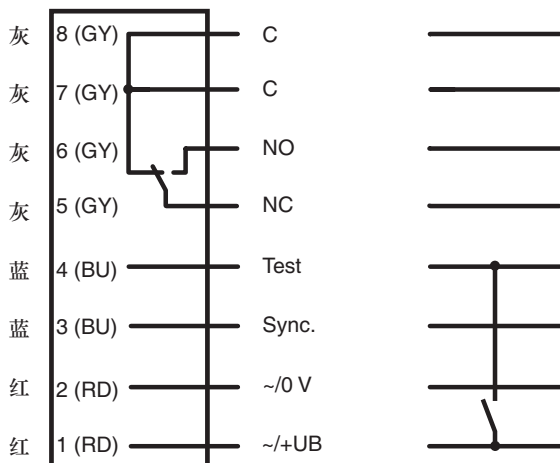 灰 8 (GY) C
灰 7 (GY) C
灰 6 (GY) NO
灰 5 (GY) NC
蓝 4 (BU) Test
蓝 3 (BU) Sync.
红 2 (RD) ~/0 V
红 1 (RD) ~/+UB